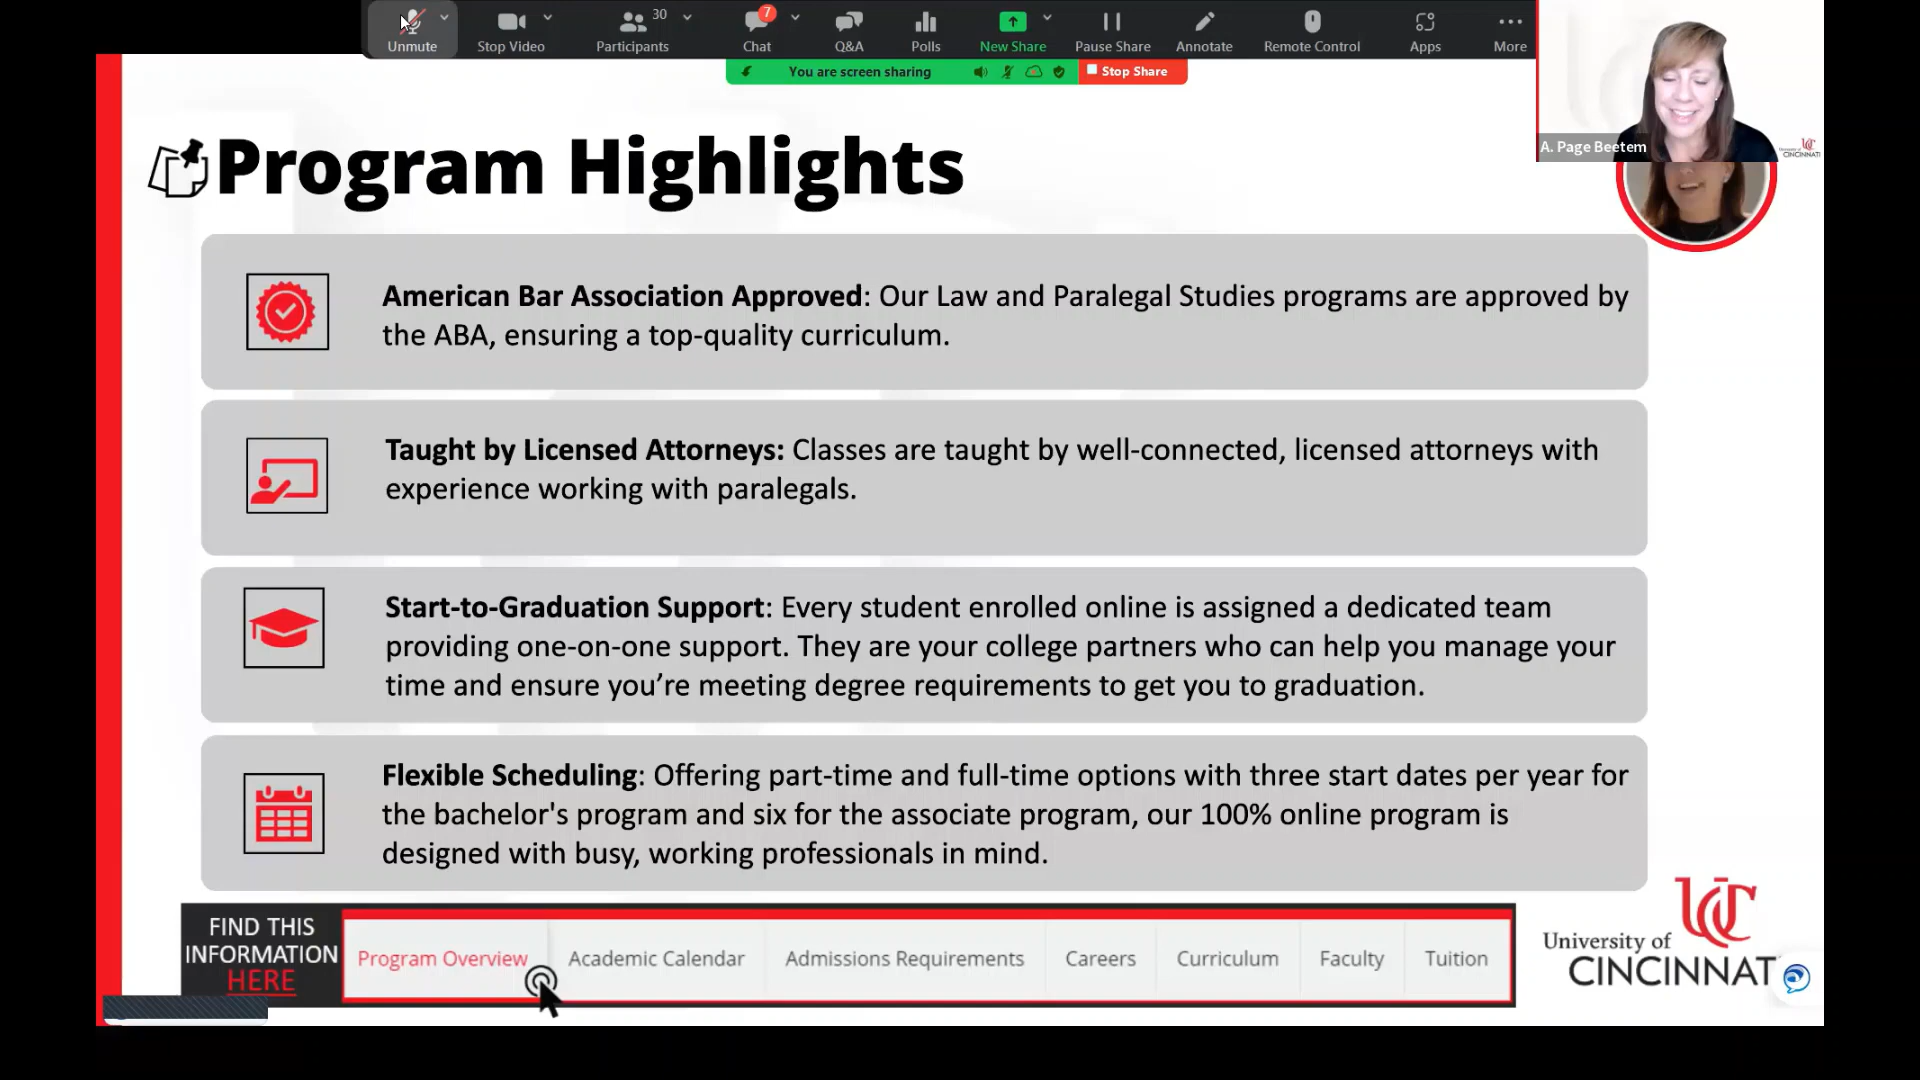 Unmute
Stop Video
30
Participants
7
Chat
Q&A
Polls
New Share
Pause Share
Annotate
Remote Control
Apps
More
You are screen sharing
Stop Share
A. Page Beetem
CINCINNATI
Program Highlights
American Bar Association Approved: Our Law and Paralegal Studies programs are approved by
the ABA, ensuring a top-quality curriculum.
Taught by Licensed Attorneys: Classes are taught by well-connected, licensed attorneys with
experience working with paralegals.
Start-to-Graduation Support: Every student enrolled online is assigned a dedicated team
providing one-on-one support. They are your college partners who can help you manage your
time and ensure you’re meeting degree requirements to get you to graduation.
Flexible Scheduling: Offering part-time and full-time options with three start dates per year for
the bachelor's program and six for the associate program, our 100% online program is
designed with busy, working professionals in mind.
FIND THIS
INFORMATION
HERE
Program Overview
Academic Calendar
Admissions Requirements
Careers
Curriculum
Faculty
Tuition
UC
University of
CINCINNAT